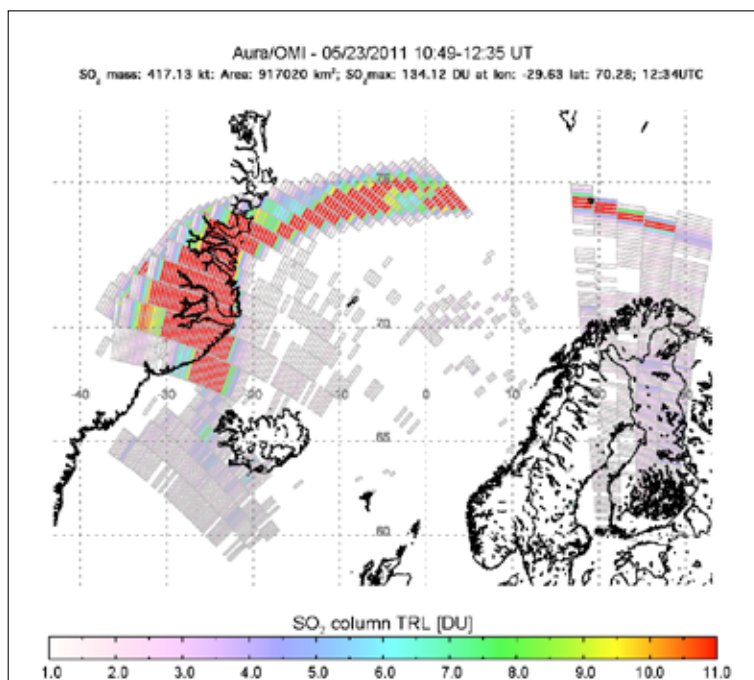 Aura/OMI - 05/23/2011 10:49-12:35 UT
SO₂ mass: 417.13 kt; Area: 917020 km²; SO₂max: 134.12 DU at lon: -29.63 lat: 70.28; 12:34UTC
75
70
-40 -30 -20 -10 0 10
65
60
SO₂ column TRL [DU]
1.0 2.0 3.0 4.0 5.0 6.0 7.0 8.0 9.0 10.0 11.0